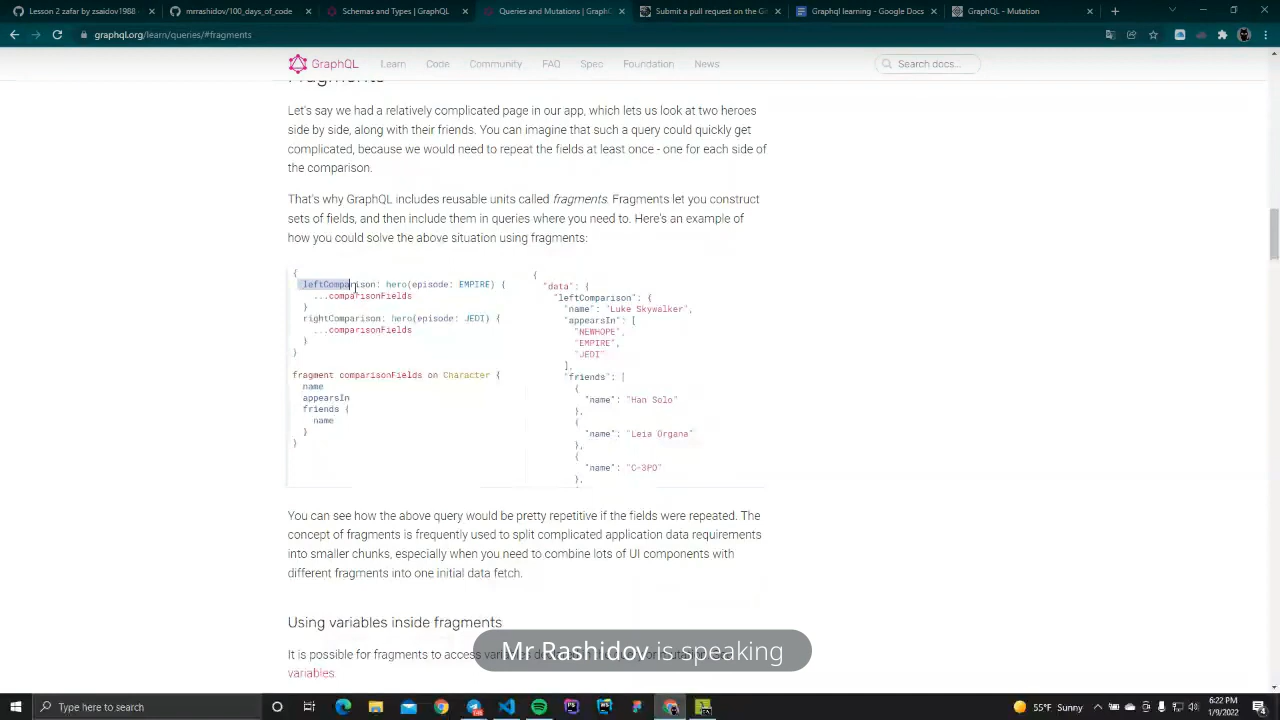 Lesson 2 zafar by zsaidov1988
mrrashidov/100_days_of_code
Schemas and Types | GraphQL
Queries and Mutations | Graph
Submit a pull request on the Gi
Graphql learning - Google Docs
GraphQL - Mutation
graphql.org/learn/queries/#fragments
GraphQL
Learn
Code
Community
FAQ
Spec
Foundation
News
Search docs...
Fragments
Let's say we had a relatively complicated page in our app, which lets us look at two heroes
side by side, along with their friends. You can imagine that such a query could quickly get
complicated, because we would need to repeat the fields at least once - one for each side of
the comparison.
That's why GraphQL includes reusable units called fragments. Fragments let you construct
sets of fields, and then include them in queries where you need to. Here's an example of
how you could solve the above situation using fragments:
{
leftComparison: hero(episode: EMPIRE) {
...comparisonFields
}
rightComparison: hero(episode: JEDI) {
...comparisonFields
}
}
fragment comparisonFields on Character {
name
appearsIn
friends {
name
}
}
{
"data": {
"leftComparison": {
"name": "Luke Skywalker",
"appearsIn": [
"NEWHOPE",
"EMPIRE",
"JEDI"
],
"friends": [
{
"name": "Han Solo"
},
{
"name": "Leia Organa"
},
{
"name": "C-3PO"
},
You can see how the above query would be pretty repetitive if the fields were repeated. The
concept of fragments is frequently used to split complicated application data requirements
into smaller chunks, especially when you need to combine lots of UI components with
different fragments into one initial data fetch.
Using variables inside fragments
It is possible for fragments to access
variables.
Mr Rashidov is speaking
Type here to search
55°F Sunny
6:22 PM
1/9/2022